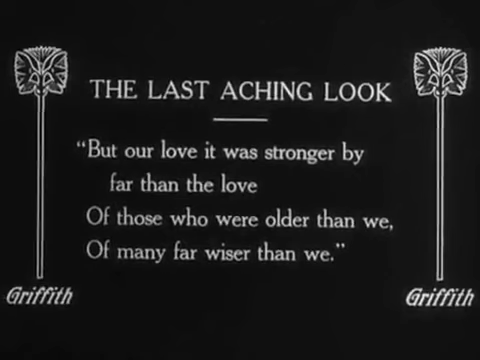 THE LAST ACHING LOOK
"But our love it was stronger by
far than the love
Of those who were older than we,
Of many far wiser than we."
Griffith
Griffith